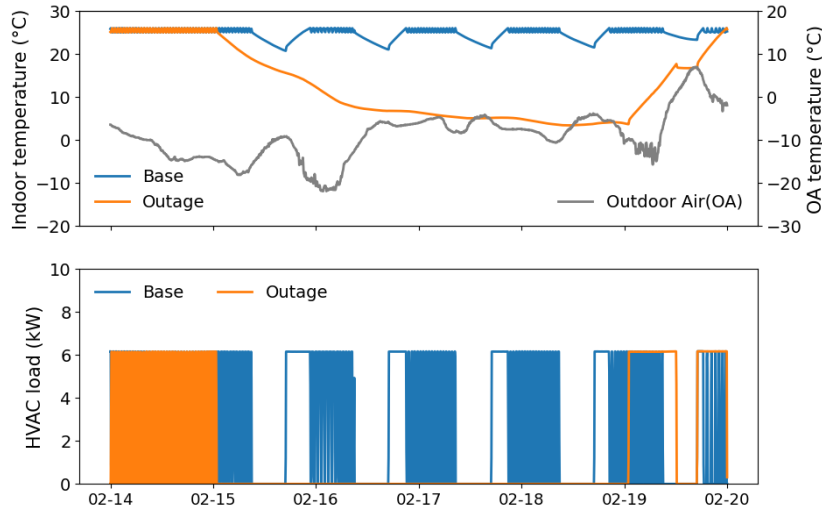 30
20
10
0
−10
−20
Indoor temperature (°C)
Base
Outage
Outdoor Air(OA)
20
10
0
−10
−20
−30
OA temperature (°C)
10
8
6
4
2
0
HVAC load (kW)
Base Outage
02-14 02-15 02-16 02-17 02-18 02-19 02-20